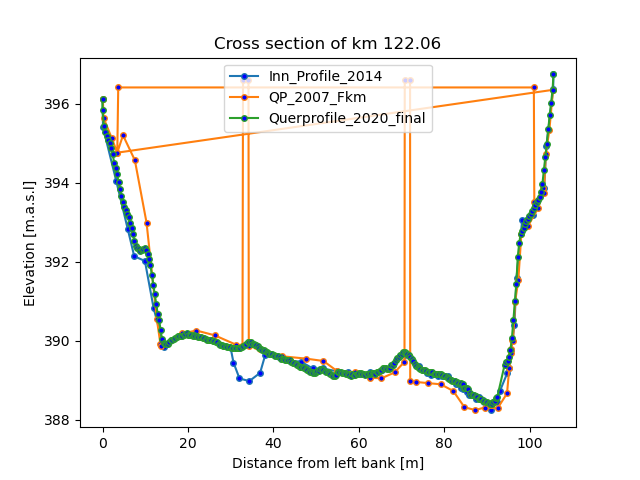 Cross section of km 122.06
Inn_Profile_2014
QP_2007_Fkm
Querprofile_2020_final
396
394
392
390
388
Elevation [m.a.s.l]
0 20 40 60 80 100
Distance from left bank [m]